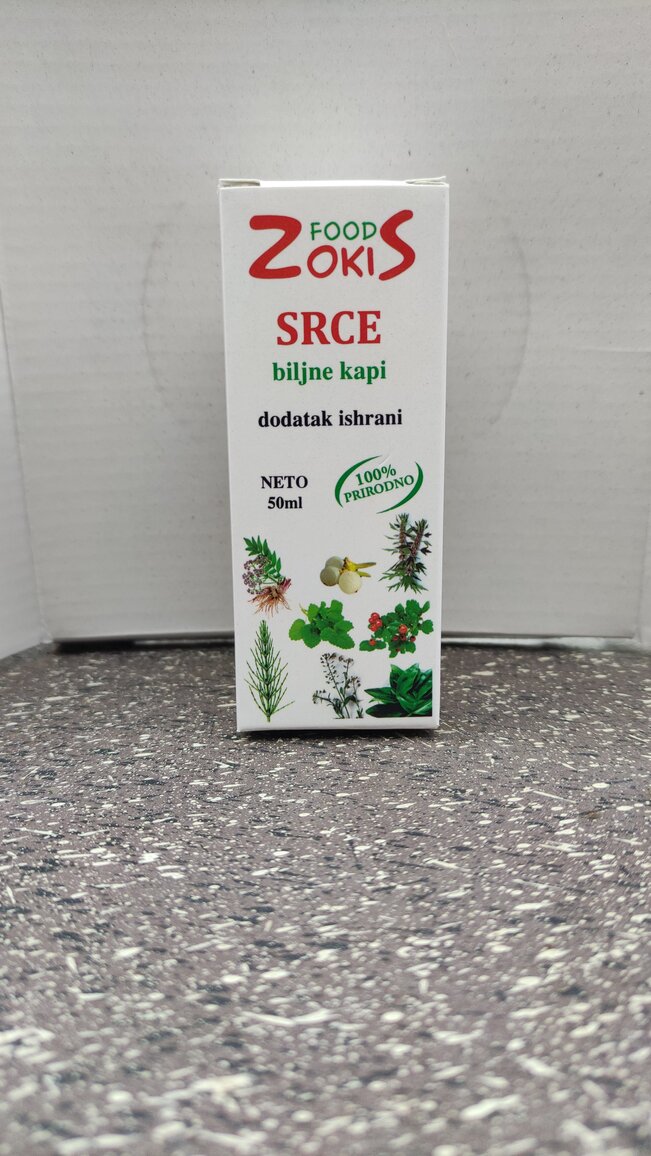 FOOD
ZOKIS
SRCE
biljne kapi
dodatak ishrani
NETO
50ml
100%
PRIRODNO